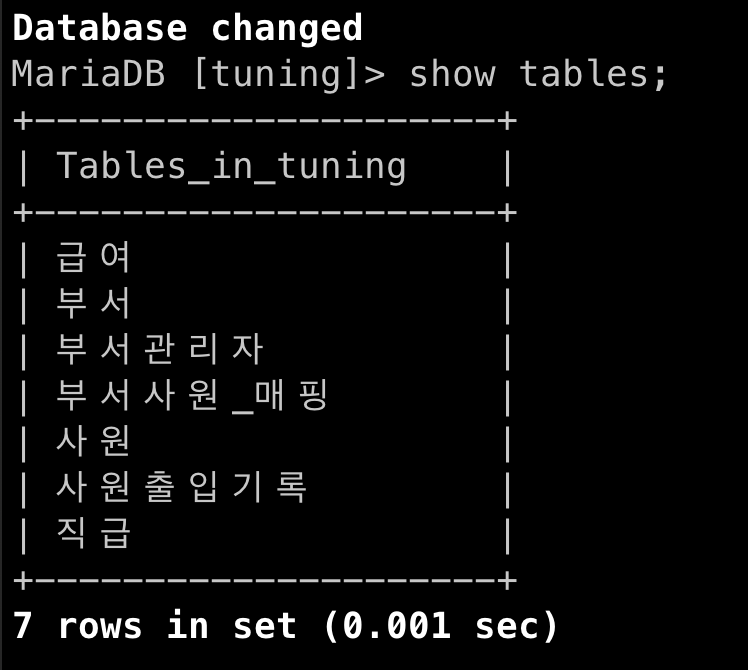 Database changed
MariaDB [tuning]> show tables;
+---------------------+
| Tables_in_tuning    |
+---------------------+
| 급여                |
| 부서                |
| 부서관리자          |
| 부서사원_매핑       |
| 사원                |
| 사원출입기록        |
| 직급                |
+---------------------+
7 rows in set (0.001 sec)